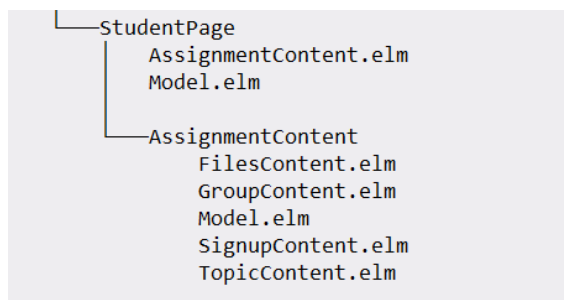 StudentPage
AssignmentContent.elm
Model.elm
AssignmentContent
FilesContent.elm
GroupContent.elm
Model.elm
SignupContent.elm
TopicContent.elm